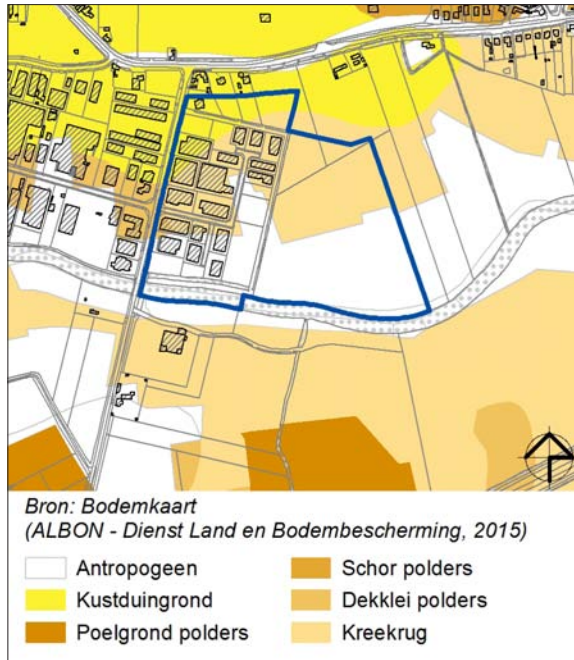 Bron: Bodemkaart
(ALBON - Dienst Land en Bodembescherming, 2015)
Antropogeen
Kustduingrond
Poelgrond polders
Schor polders
Dekklei polders
Kreekrug